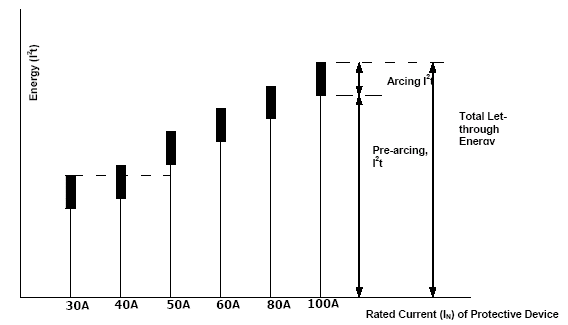 Energy (I²t)
Arcing I²t
Total Let-
through
Energy
Pre-arcing,
I²t
30A 40A 50A 60A 80A 100A
Rated Current (I_N) of Protective Device